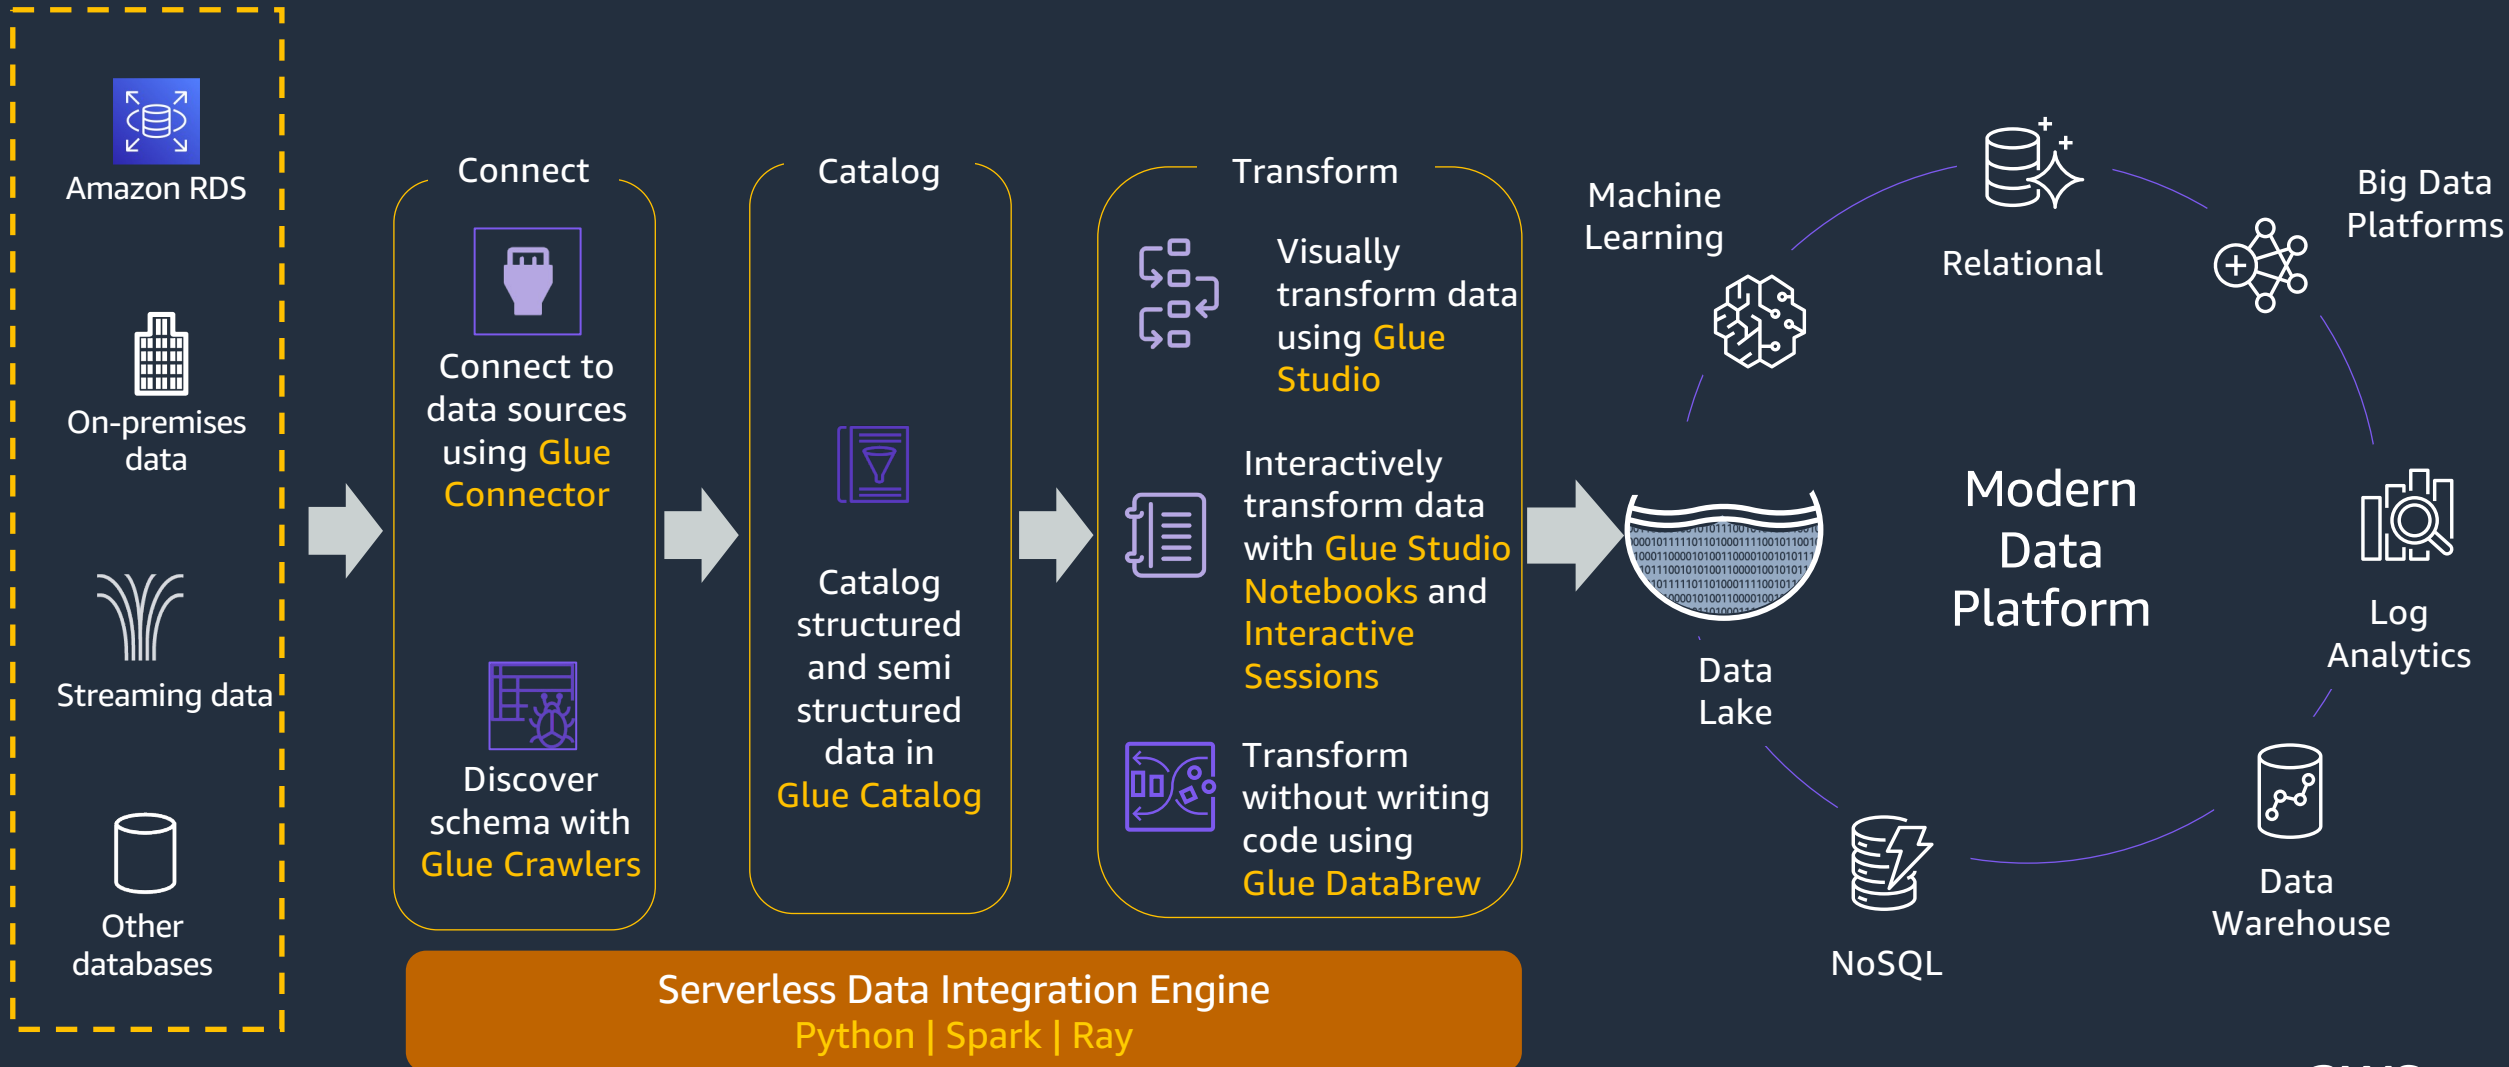 Amazon RDS
On-premises
data
Streaming data
Other
databases
Connect
Connect to
data sources
using Glue
Connector
Discover
schema with
Glue Crawlers
Catalog
Catalog
structured
and semi
structured
data in
Glue Catalog
Transform
Visually
transform data
using Glue
Studio
Interactively
transform data
with Glue Studio
Notebooks and
Interactive
Sessions
Transform
without writing
code using
Glue DataBrew
Serverless Data Integration Engine
Python | Spark | Ray
Machine
Learning
Relational
Big Data
Platforms
Modern
Data
Platform
Log
Analytics
Data
Lake
Data
Warehouse
NoSQL